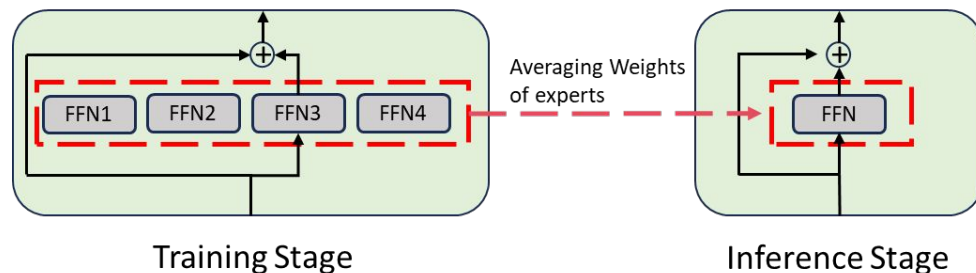 FFN1 FFN2 FFN3 FFN4
Averaging Weights
of experts
FFN
Training Stage
Inference Stage